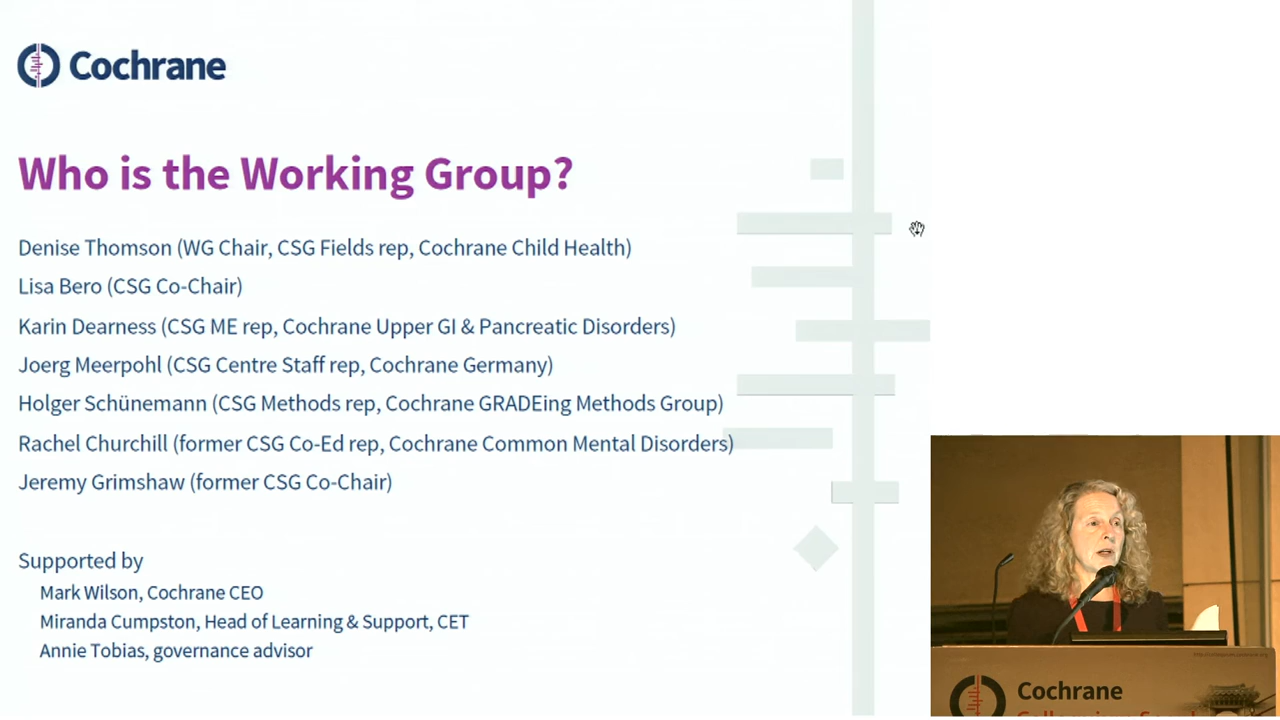 Cochrane
Who is the Working Group?
Denise Thomson (WG Chair, CSG Fields rep, Cochrane Child Health)
Lisa Bero (CSG Co-Chair)
Karin Dearness (CSG ME rep, Cochrane Upper GI & Pancreatic Disorders)
Joerg Meerpohl (CSG Centre Staff rep, Cochrane Germany)
Holger Schünemann (CSG Methods rep, Cochrane GRADEing Methods Group)
Rachel Churchill (former CSG Co-Ed rep, Cochrane Common Mental Disorders)
Jeremy Grimshaw (former CSG Co-Chair)
Supported by
Mark Wilson, Cochrane CEO
Miranda Cumpston, Head of Learning & Support, CET
Annie Tobias, governance advisor
Cochrane